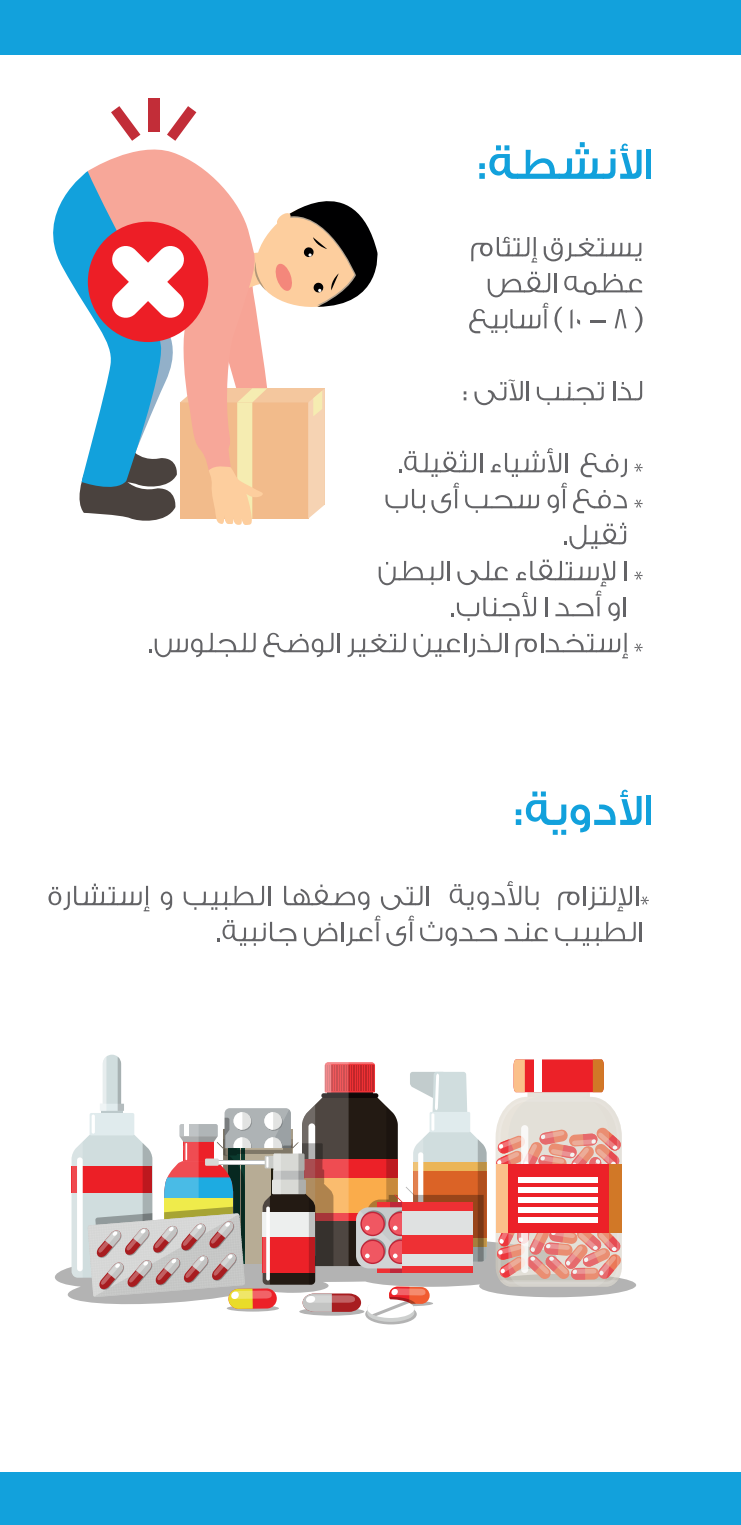 الأنشطة:
يستغرق إلتئام
عظمه القص
( ٨ – ١٠ ) أسابيع
لذا تجنب الآتى :
* رفع الأشياء الثقيلة.
* دفع أو سحب أى باب
ثقيل.
* ا لإستلقاء على البطن
او أحد ا لأجناب.
* إستخدام الذراعين لتغير الوضع للجلوس.
الأدوية:
*الإلتزام بالأدوية التى وصفها الطبيب و إستشارة
الطبيب عند حدوث أى أعراض جانبية.